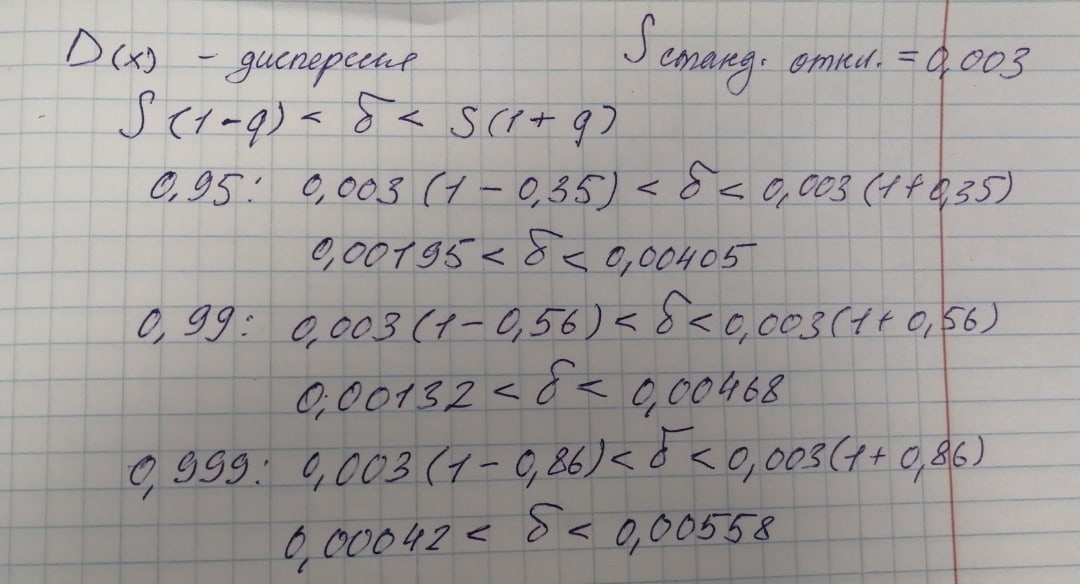 D(x) – дисперсия S станд. откл. = 0,003
S(1-q) < б < S(1+q)
0,95: 0,003(1-0,35) < б < 0,003(1+0,35)
0,00195 < б < 0,00405
0,99: 0,003(1-0,56) < б < 0,003(1+0,56)
0,00132 < б < 0,00468
0,999: 0,003(1-0,86) < б < 0,003(1+0,86)
0,00042 < б < 0,00558